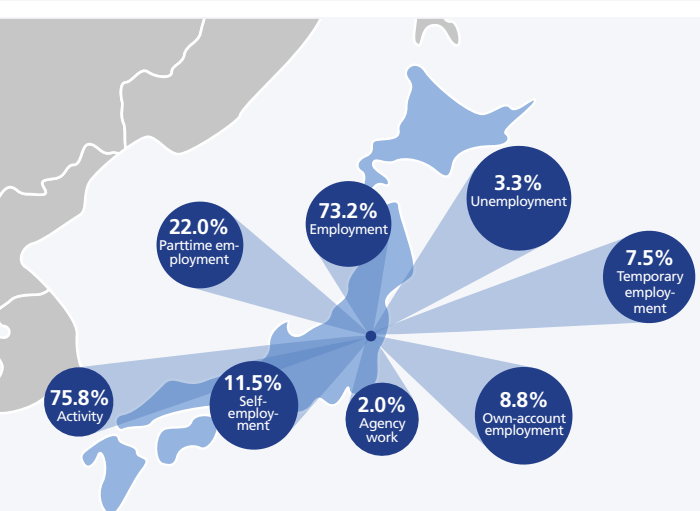 3.3%
Unemployment
73.2%
Employment
22.0%
Parttime em-
ployment
7.5%
Temporary
employ-
ment
75.8%
Activity
11.5%
Self-
employ-
ment
2.0%
Agency
work
8.8%
Own-account
employment